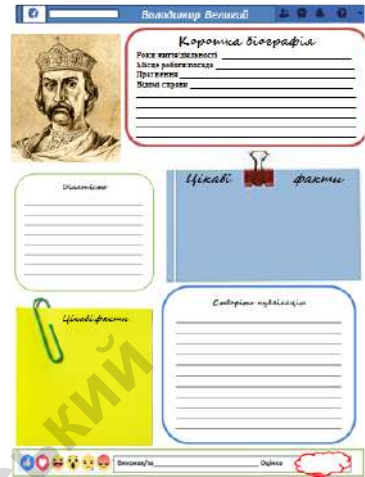 Володимир Великий
Коротка біографія
Роки життя/діяльності
Місце роботи/посада
Прагнення
Відомі справи
Цікаві факти
Цікаві факти
Створіть публікацію
Виконав/ла
Оцінка
ський